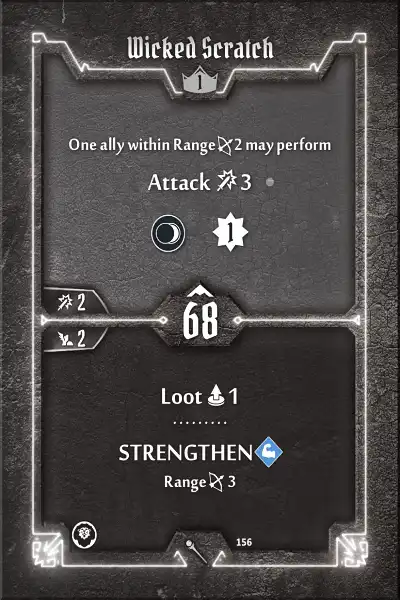 Wicked Scratch
1
One ally within Range 2 may perform
Attack 3
1
2
68
2
Loot 1
STRENGTHEN
Range 3
156